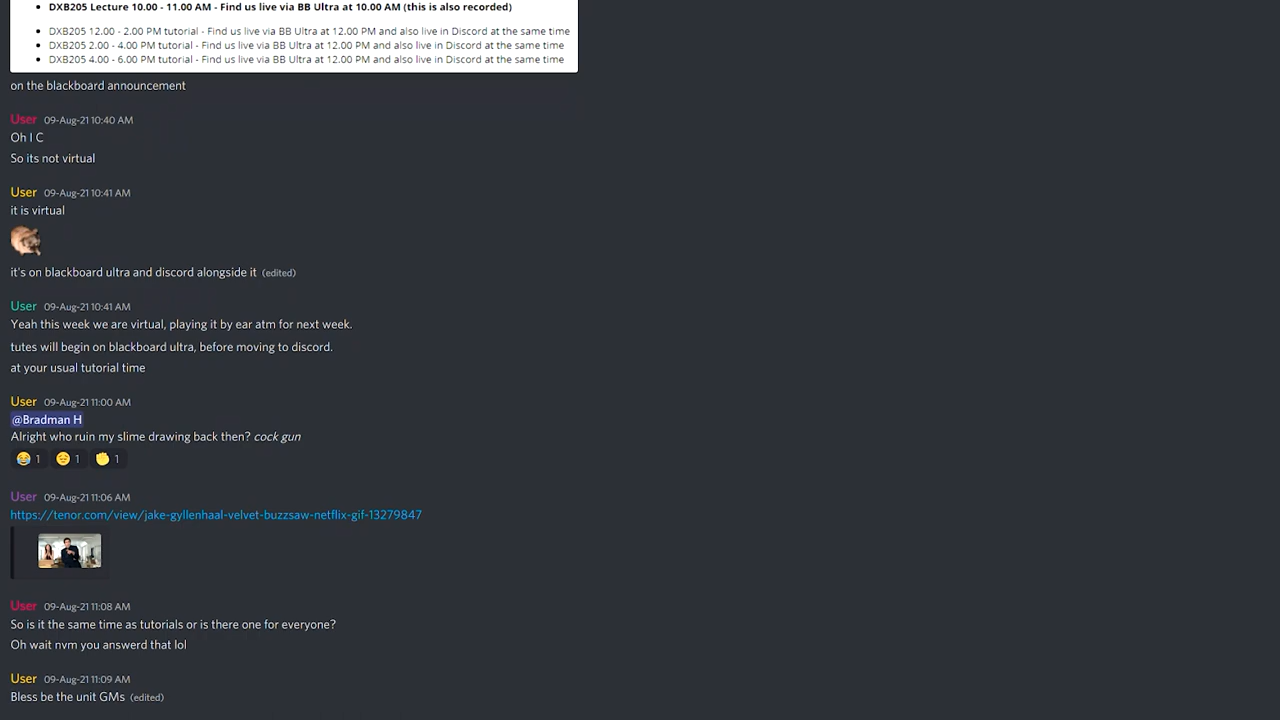 DXB205 Lecture 10.00 - 11.00 AM - Find us live via BB Ultra at 10.00 AM (this is also recorded)
DXB205 12.00 - 2.00 PM tutorial - Find us live via BB Ultra at 12.00 PM and also live in Discord at the same time
DXB205 2.00 - 4.00 PM tutorial - Find us live via BB Ultra at 12.00 PM and also live in Discord at the same time
DXB205 4.00 - 6.00 PM tutorial - Find us live via BB Ultra at 12.00 PM and also live in Discord at the same time
on the blackboard announcement
User 09-Aug-21 10:40 AM
Oh I C
So its not virtual
User 09-Aug-21 10:41 AM
it is virtual
it's on blackboard ultra and discord alongside it (edited)
User 09-Aug-21 10:41 AM
Yeah this week we are virtual, playing it by ear atm for next week.
tutes will begin on blackboard ultra, before moving to discord.
at your usual tutorial time
User 09-Aug-21 11:00 AM
@Bradman H
Alright who ruin my slime drawing back then? cock gun
1 1 1
User 09-Aug-21 11:06 AM
https://tenor.com/view/jake-gyllenhaal-velvet-buzzsaw-netflix-gif-13279847
User 09-Aug-21 11:08 AM
So is it the same time as tutorials or is there one for everyone?
Oh wait nvm you answerd that lol
User 09-Aug-21 11:09 AM
Bless be the unit GMs (edited)